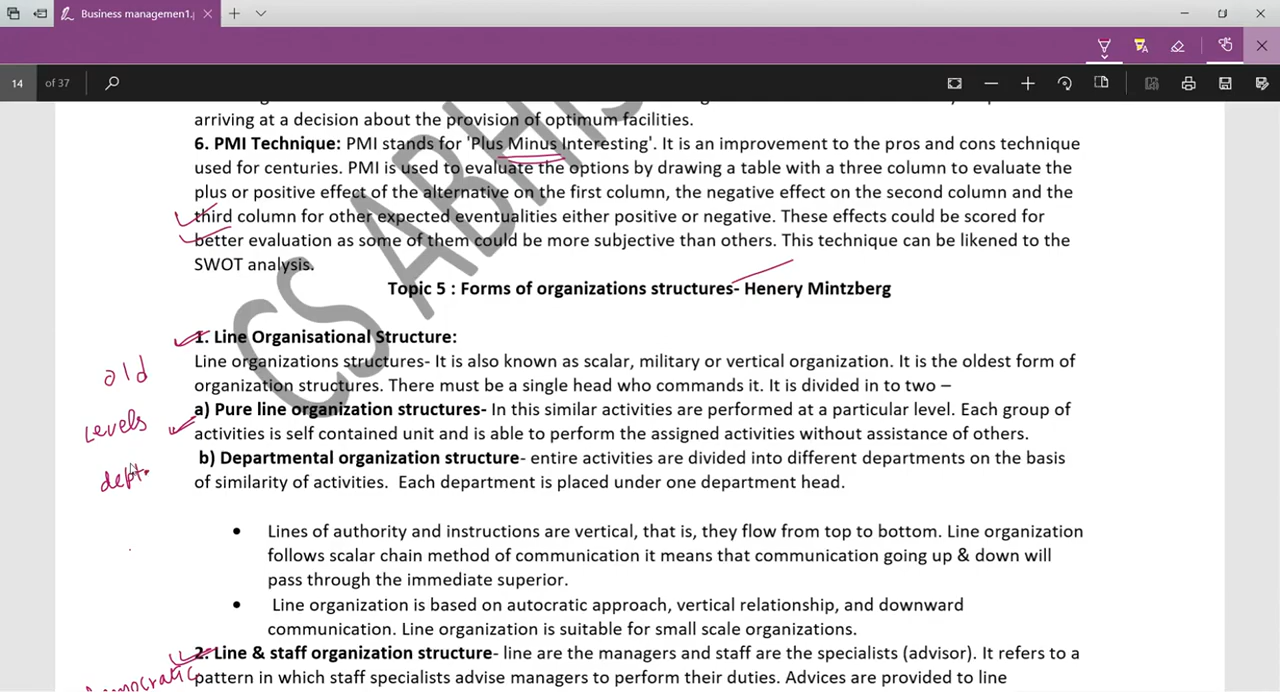 Business managemen1.
14 of 37
arriving at a decision about the provision of optimum facilities.
6. PMI Technique: PMI stands for 'Plus Minus Interesting'. It is an improvement to the pros and cons technique
used for centuries. PMI is used to evaluate the options by drawing a table with a three column to evaluate the
plus or positive effect of the alternative on the first column, the negative effect on the second column and the
third column for other expected eventualities either positive or negative. These effects could be scored for
better evaluation as some of them could be more subjective than others. This technique can be likened to the
SWOT analysis.
Topic 5 : Forms of organizations structures- Henery Mintzberg
1. Line Organisational Structure:
Line organizations structures- It is also known as scalar, military or vertical organization. It is the oldest form of
old
organization structures. There must be a single head who commands it. It is divided in to two –
a) Pure line organization structures- In this similar activities are performed at a particular level. Each group of
Levels
activities is self contained unit and is able to perform the assigned activities without assistance of others.
b) Departmental organization structure- entire activities are divided into different departments on the basis
dept.
of similarity of activities. Each department is placed under one department head.
• Lines of authority and instructions are vertical, that is, they flow from top to bottom. Line organization
follows scalar chain method of communication it means that communication going up & down will
pass through the immediate superior.
• Line organization is based on autocratic approach, vertical relationship, and downward
communication. Line organization is suitable for small scale organizations.
2. Line & staff organization structure- line are the managers and staff are the specialists (advisor). It refers to a
pattern in which staff specialists advise managers to perform their duties. Advices are provided to line
CS ABHIS